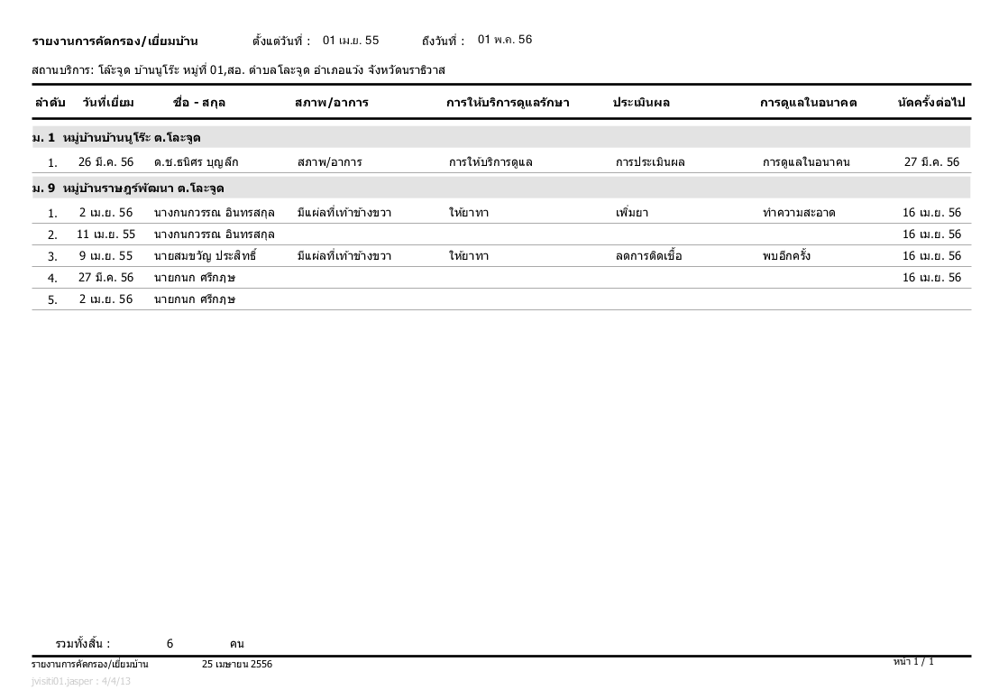 รายงานการคัดกรอง/เยี่ยมบ้าน ตั้งแต่วันที่ : 01 เม.ย. 55 ถึงวันที่ : 01 พ.ค. 56
สถานบริการ: โล๊ะจูด บ้านนูโร๊ะ หมู่ที่ 01,สอ. ตำบลโละจูด อำเภอแว้ง จังหวัดนราธิวาส
ลำดับ วันที่เยี่ยม ชื่อ - สกุล สภาพ/อาการ การให้บริการดูแลรักษา ประเมินผล การดูแลในอนาคต นัดครั้งต่อไป
ม. 1 หมู่บ้านบ้านนูโร๊ะ ต.โละจูด
1. 26 มี.ค. 56 ด.ช.ธนิศร บุญลึก สภาพ/อาการ การให้บริการดูแล การประเมินผล การดูแลในอนาคน 27 มี.ค. 56
ม. 9 หมู่บ้านราษฎร์พัฒนา ต.โละจูด
1. 2 เม.ย. 56 นางกนกวรรณ อินทรสกุล มีแผ่ลที่เท้าข้างขวา ให้ยาทา เพิ่มยา ทำความสะอาด 16 เม.ย. 56
2. 11 เม.ย. 55 นางกนกวรรณ อินทรสกุล 16 เม.ย. 56
3. 9 เม.ย. 55 นายสมขวัญ ประสิทธิ์ มีแผ่ลที่เท้าข้างขวา ให้ยาทา ลดการติดเชื้อ พบอีกครั้ง 16 เม.ย. 56
4. 27 มี.ค. 56 นายกนก ศรีกฦษ 16 เม.ย. 56
5. 2 เม.ย. 56 นายกนก ศรีกฦษ
รวมทั้งสิ้น : 6 คน
รายงานการคัดกรอง/เยี่ยมบ้าน 25 เมษายน 2556 หน้า 1 / 1
jvisiti01.jasper : 4/4/13